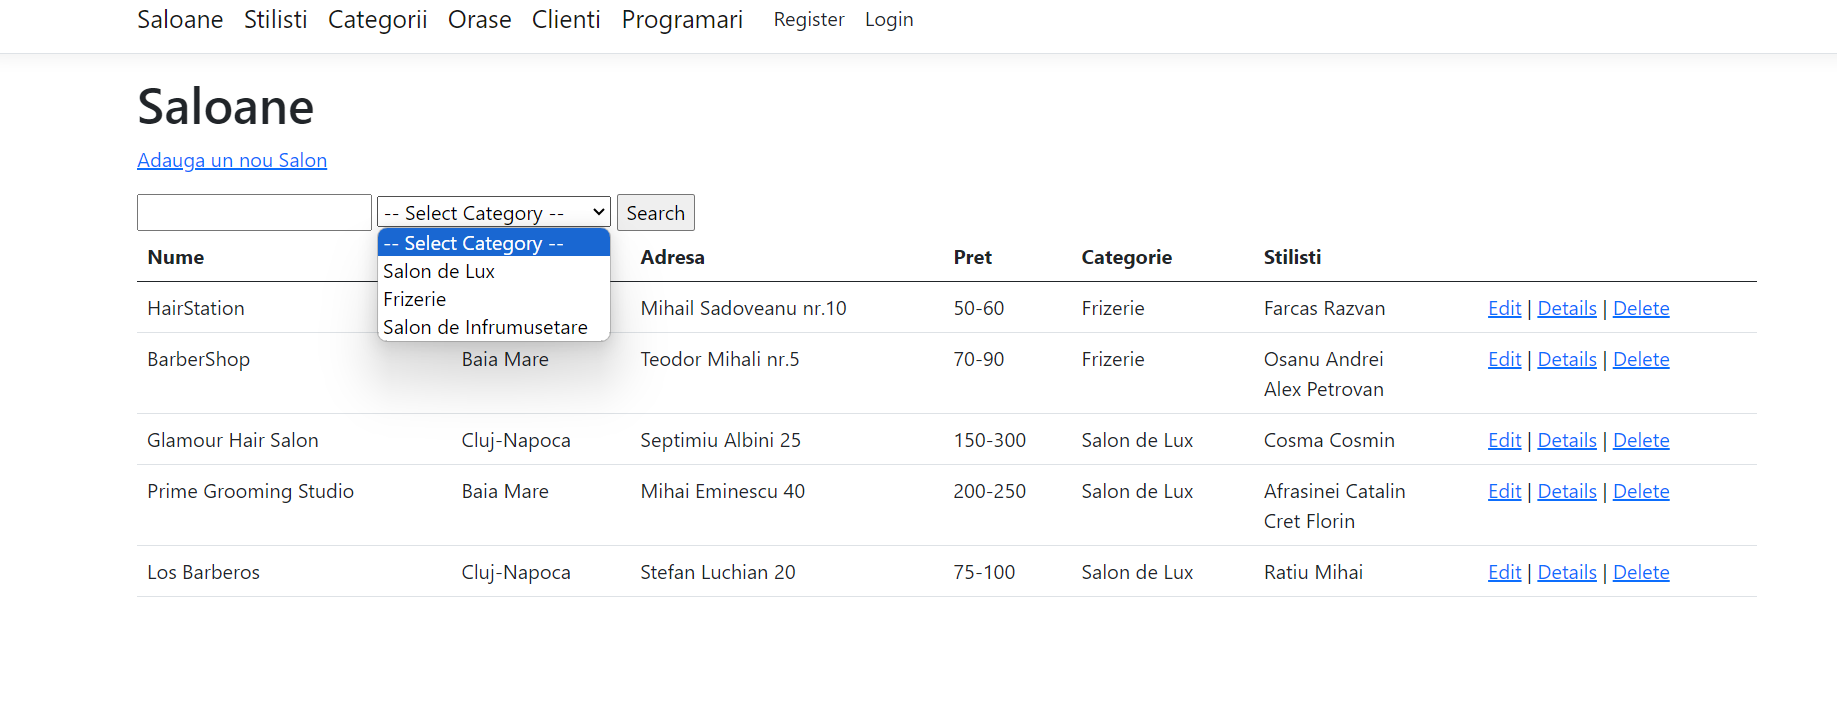 Saloane Stilisti Categorii Orase Clienti Programari Register Login
Saloane
Adauga un nou Salon
-- Select Category -- Search
-- Select Category --
Salon de Lux
Frizerie
Salon de Infrumusetare
Nume Adresa Pret Categorie Stilisti
HairStation Mihail Sadoveanu nr.10 50-60 Frizerie Farcas Razvan Edit | Details | Delete
BarberShop Baia Mare Teodor Mihali nr.5 70-90 Frizerie Osanu Andrei Edit | Details | Delete
Alex Petrovan
Glamour Hair Salon Cluj-Napoca Septimiu Albini 25 150-300 Salon de Lux Cosma Cosmin Edit | Details | Delete
Prime Grooming Studio Baia Mare Mihai Eminescu 40 200-250 Salon de Lux Afrasinei Catalin Edit | Details | Delete
Cret Florin
Los Barberos Cluj-Napoca Stefan Luchian 20 75-100 Salon de Lux Ratiu Mihai Edit | Details | Delete